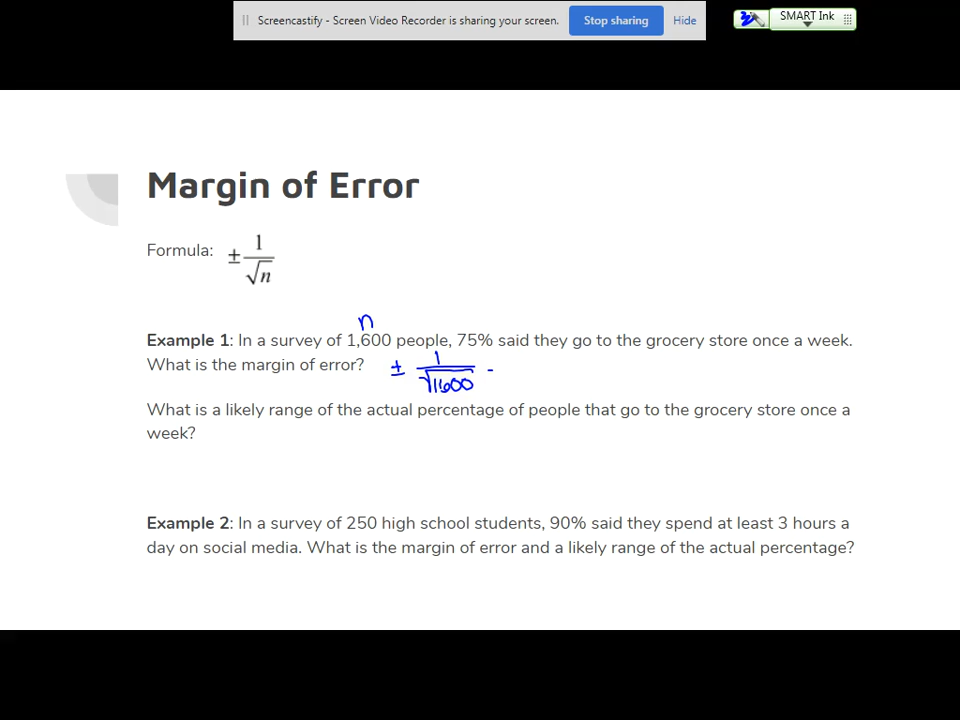 Screencastify - Screen Video Recorder is sharing your screen. Stop sharing Hide
SMART Ink
Margin of Error
Formula: ± 1/√n
n
Example 1: In a survey of 1,600 people, 75% said they go to the grocery store once a week.
What is the margin of error? ± 1/√1600 =
What is a likely range of the actual percentage of people that go to the grocery store once a
week?
Example 2: In a survey of 250 high school students, 90% said they spend at least 3 hours a
day on social media. What is the margin of error and a likely range of the actual percentage?